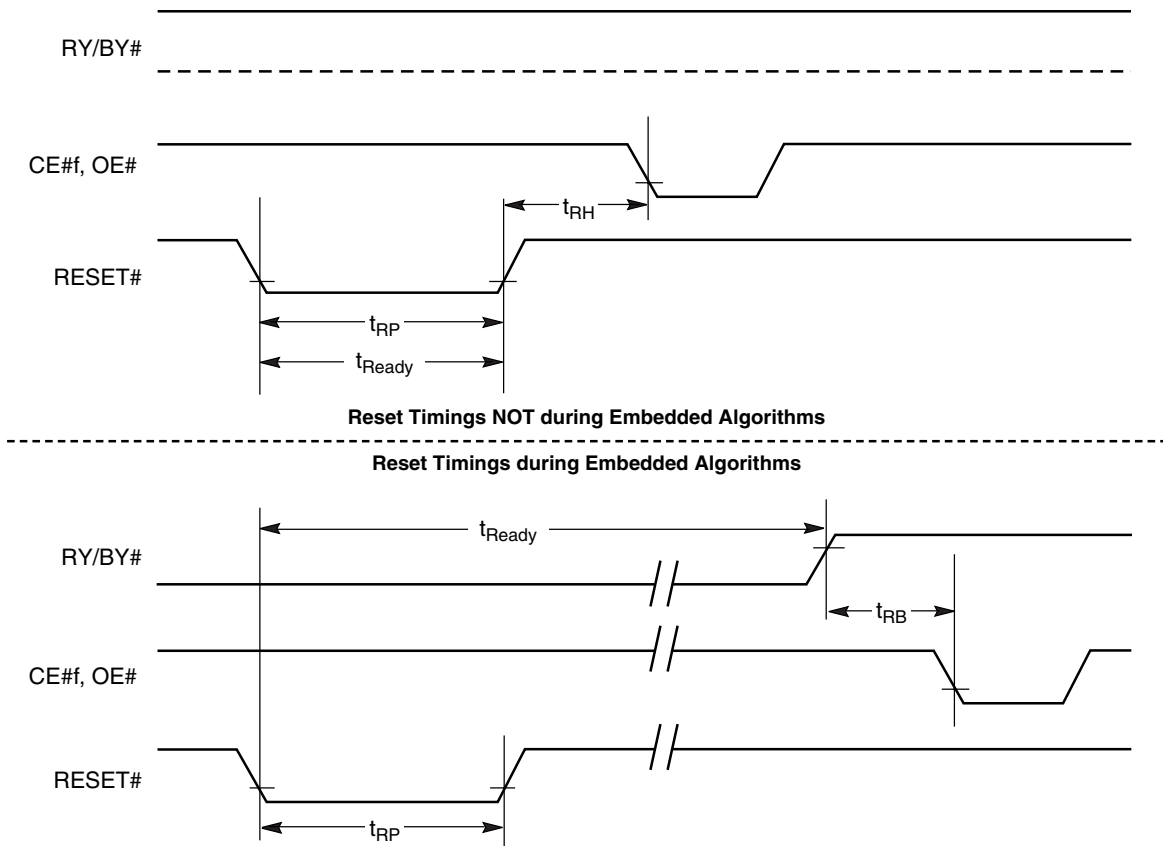 RY/BY#
CE#f, OE#
tRH
RESET#
tRP
tReady
Reset Timings NOT during Embedded Algorithms
Reset Timings during Embedded Algorithms
tReady
RY/BY#
tRB
CE#f, OE#
RESET#
tRP